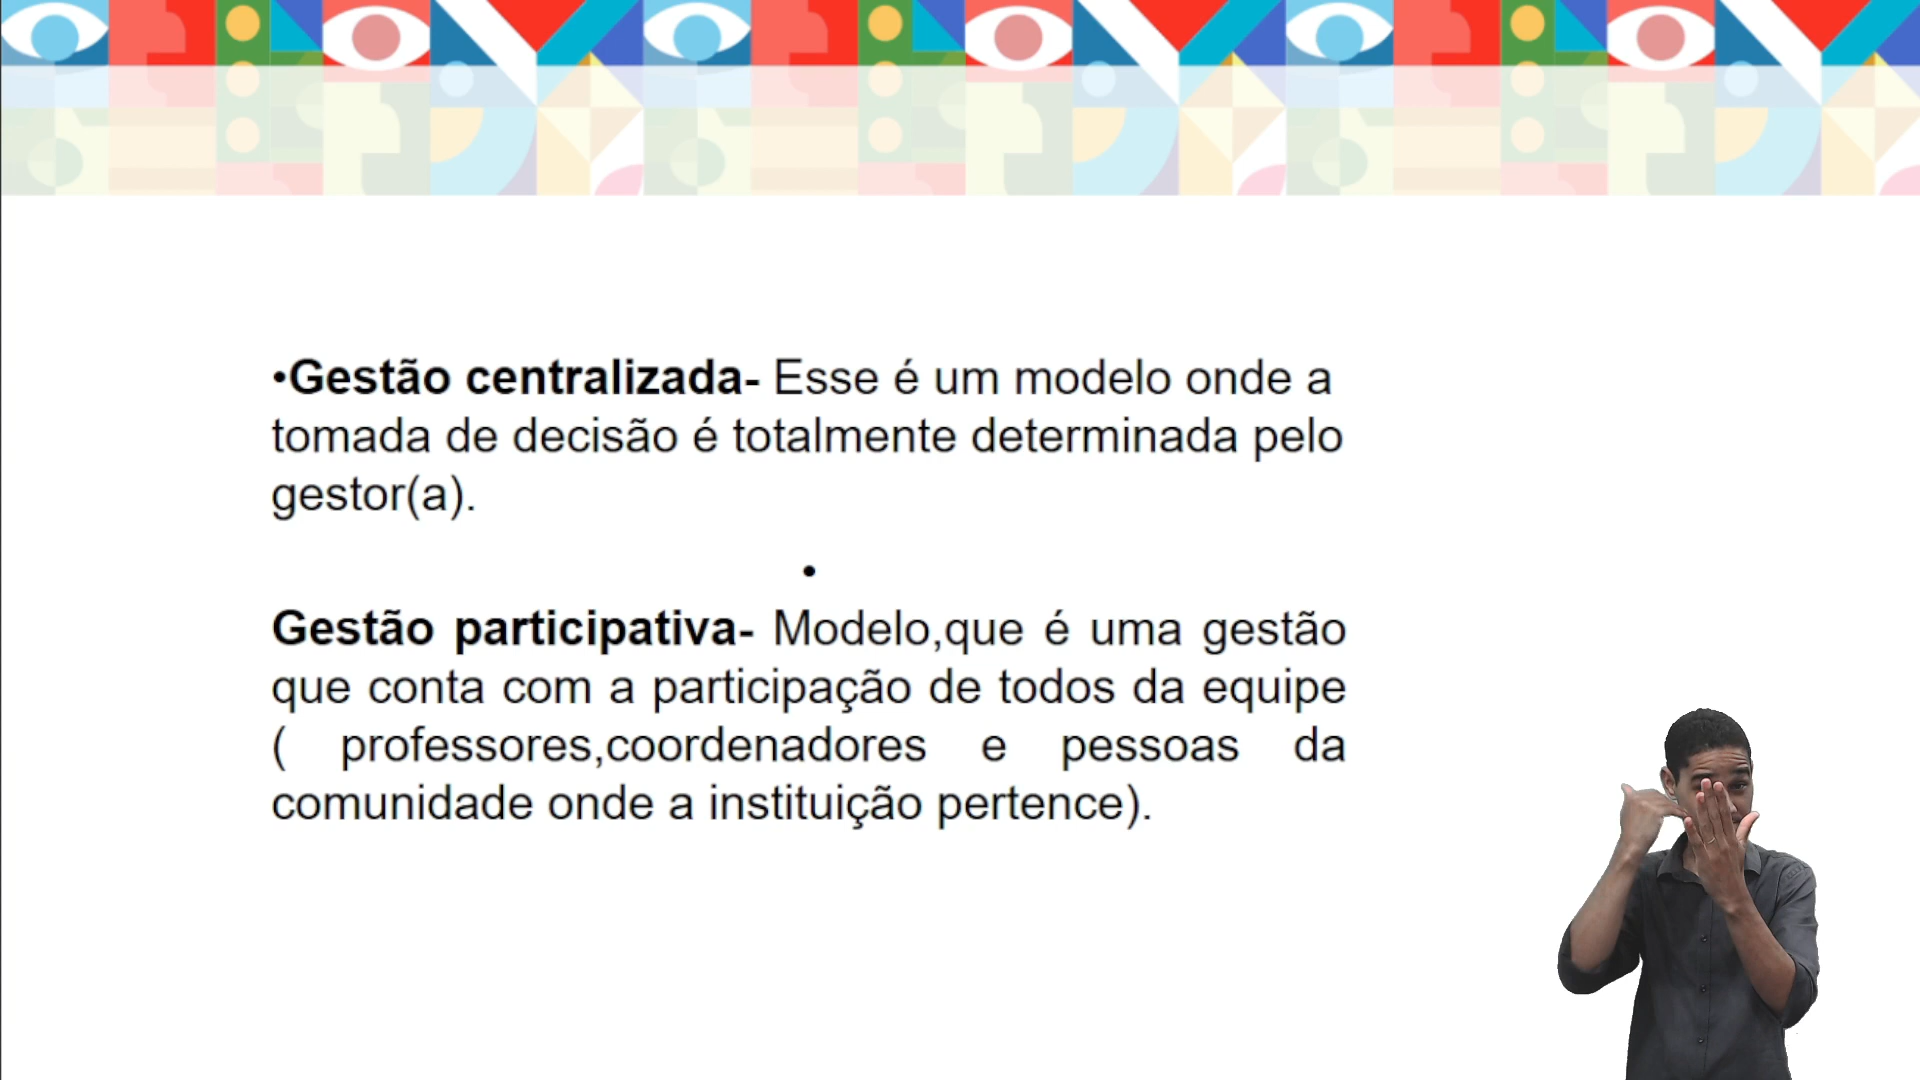 •Gestão centralizada- Esse é um modelo onde a
tomada de decisão é totalmente determinada pelo
gestor(a).
•
Gestão participativa- Modelo,que é uma gestão
que conta com a participação de todos da equipe
( professores,coordenadores e pessoas da
comunidade onde a instituição pertence).